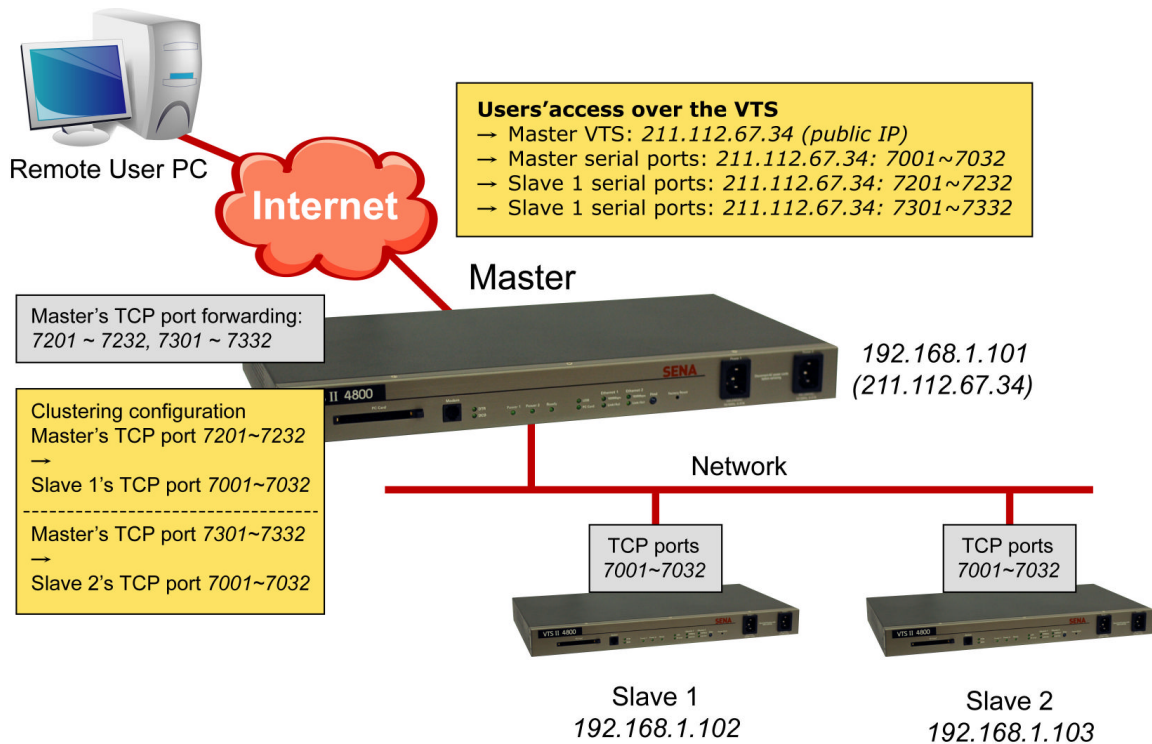 Remote User PC
Internet
Users'access over the VTS
→ Master VTS: 211.112.67.34 (public IP)
→ Master serial ports: 211.112.67.34: 7001~7032
→ Slave 1 serial ports: 211.112.67.34: 7201~7232
→ Slave 1 serial ports: 211.112.67.34: 7301~7332
Master
Master's TCP port forwarding:
7201 ~ 7232, 7301 ~ 7332
192.168.1.101
(211.112.67.34)
SENA
II 4800
Clustering configuration
Master's TCP port 7201~7232
→
Slave 1's TCP port 7001~7032
Master's TCP port 7301~7332
→
Slave 2's TCP port 7001~7032
Network
TCP ports
7001~7032
TCP ports
7001~7032
SENA
VTS II 4800
SENA
VTS II 4800
Slave 1
192.168.1.102
Slave 2
192.168.1.103